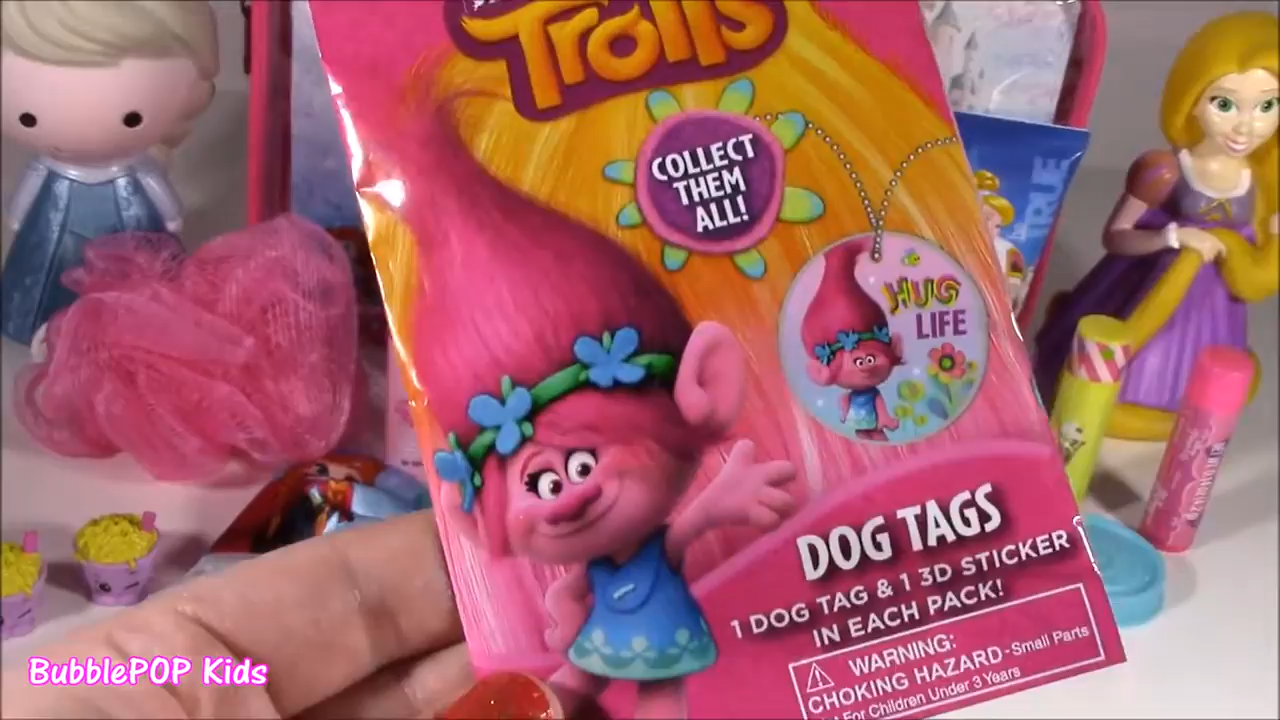 Trolls
COLLECT
THEM
ALL!
HUG
LIFE
TRUE
DOG TAGS
1 DOG TAG & 1 3D STICKER
IN EACH PACK!
WARNING:
CHOKING HAZARD-Small Parts
For Children Under 3 Years
BubblePOP Kids